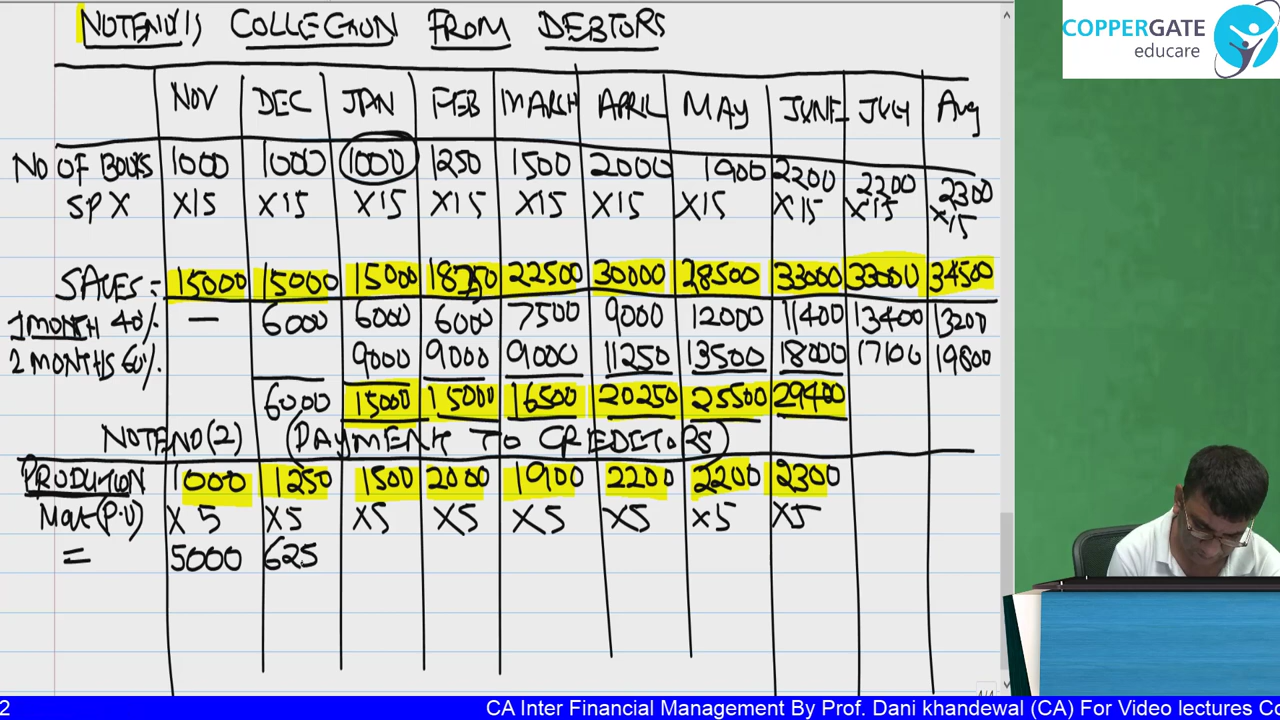 NOTENO(1) COLLECTION FROM DEBTORS
COPPERGATE
educare
NOV DEC JAN FEB MARCH APRIL MAY JUNE JULY Aug
NO OF BOOKS 1000 1000 1000 1250 1500 2000 1900 2200 2200 2300
SP X X15 X15 X15 X15 X15 X15 X15 X15 X15 X15
SALES = 15000 15000 15000 18750 22500 30000 28500 33000 33000 34500
1 MONTH 40% — 6000 6000 6000 7500 9000 12000 11400 13400 13200
2 MONTHS 60% 9000 9000 9000 11250 13500 18000 17100 19800
6000 15000 15000 16500 20250 25500 29400
NOTENO(2) (PAYMENT TO CREDETORS)
PRODUTION 1000 1250 1500 2000 1900 2200 2200 2300
Mat(P.U) X 5 X5 X5 X5 X5 X5 X5 X5
= 5000 625
2 CA Inter Financial Management By Prof. Dani khandewal (CA) For Video lectures Co